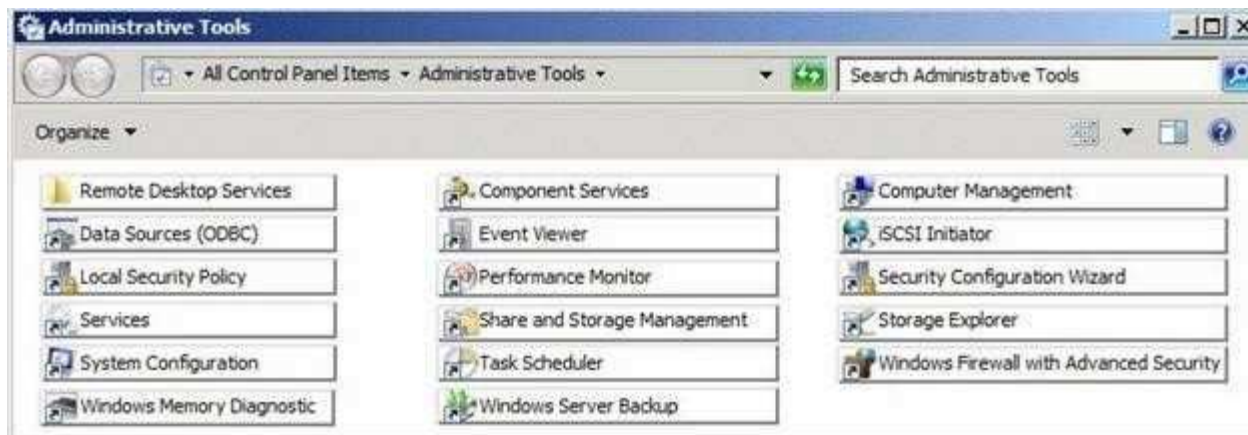 Administrative Tools
All Control Panel Items Administrative Tools Search Administrative Tools
Organize
Remote Desktop Services Component Services Computer Management
Data Sources (ODBC) Event Viewer iSCSI Initiator
Local Security Policy Performance Monitor Security Configuration Wizard
Services Share and Storage Management Storage Explorer
System Configuration Task Scheduler Windows Firewall with Advanced Security
Windows Memory Diagnostic Windows Server Backup